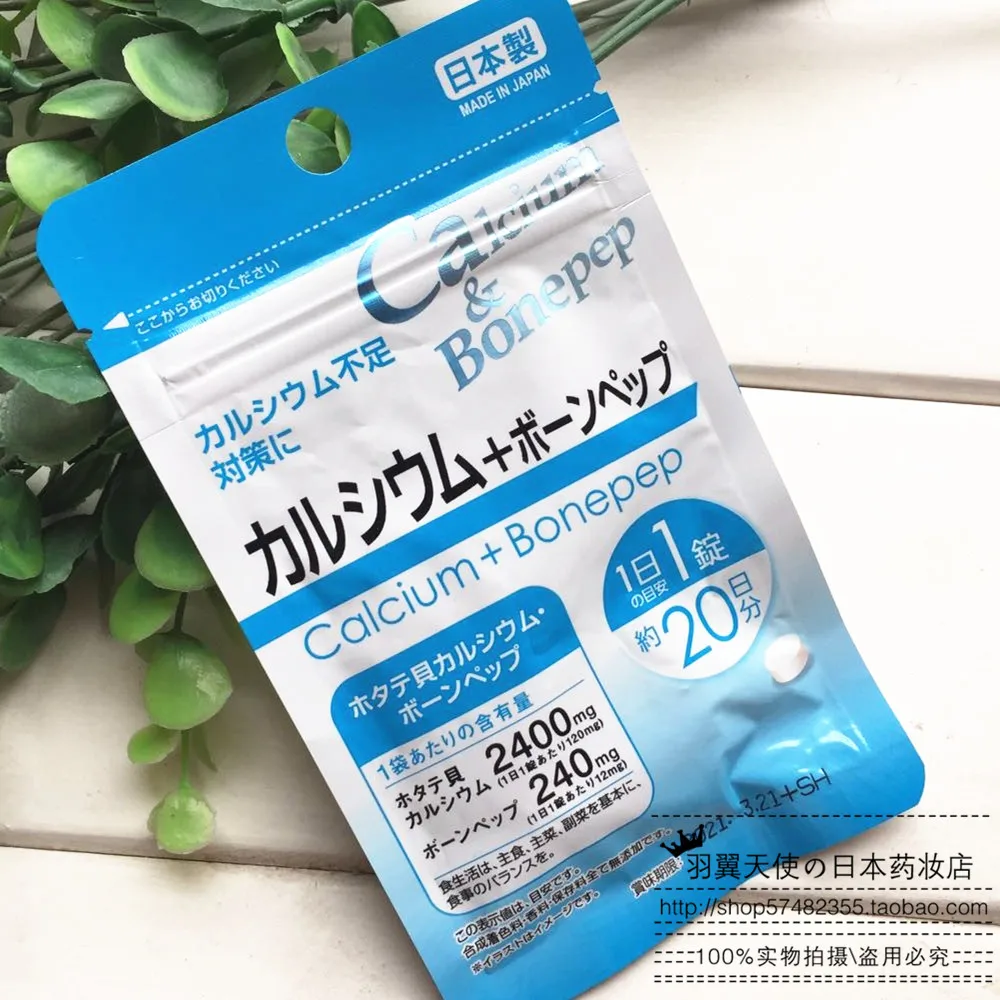 日本製
MADE IN JAPAN
ここからお切りください
Calcium
&
Bonepep
カルシウム不足
対策に
カルシウム+ボーンペップ
Calcium+Bonepep
1日1錠
の目安
約20日分
ホタテ貝カルシウム・
ボーンペップ
1袋あたりの含有量
ホタテ貝
カルシウム 2400mg
(1日1錠あたり120mg)
ボーンペップ 240mg
(1日1錠あたり12mg)
食生活は、主食、主菜、副菜を基本に、
食事のバランスを。
この表示値は、目安です。
合成着色料・香料・保存料全て無添加です。
※イラストはイメージです。
賞味期限:
3.21+SH
羽翼天使の日本药妆店
http://shop57482355.taobao.com
100%实物拍摄\盗用必究